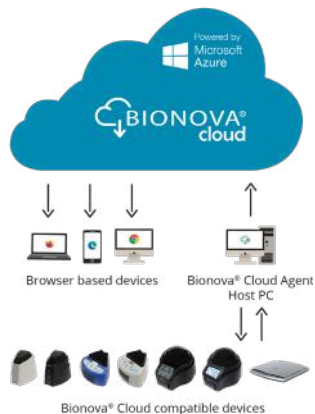 Powered by
Microsoft
Azure
BIONOVA®
cloud
Browser based devices
Bionova® Cloud Agent
Host PC
Bionova® Cloud compatible devices